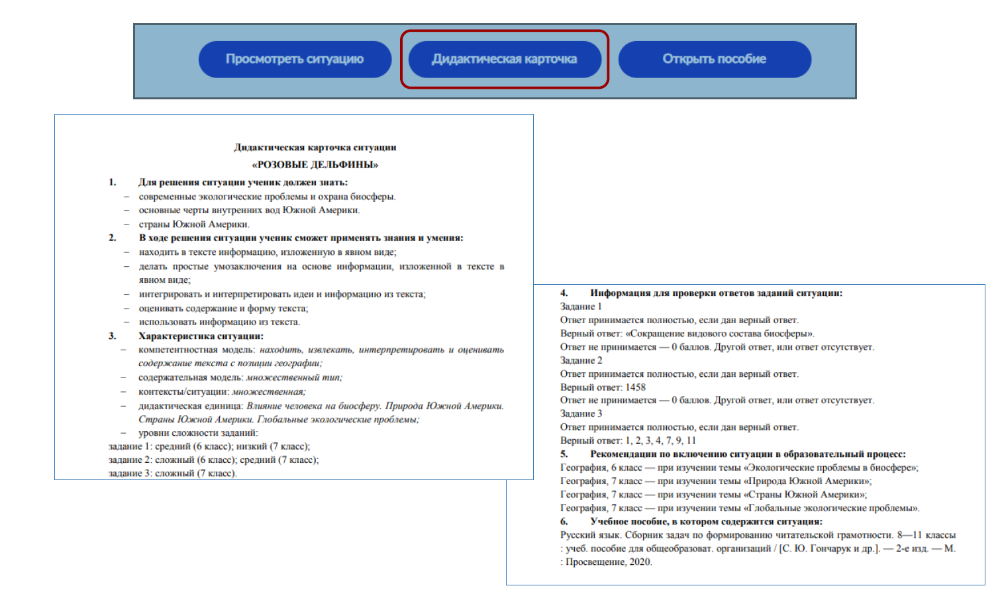 Просмотреть ситуацию
Дидактическая карточка
Открыть пособие
Дидактическая карточка ситуации
«РОЗОВЫЕ ДЕЛЬФИНЫ»
1. Для решения ситуации ученик должен знать:
– современные экологические проблемы и охрана биосферы.
– основные черты внутренних вод Южной Америки.
– страны Южной Америки.
2. В ходе решения ситуации ученик сможет применять знания и умения:
– находить в тексте информацию, изложенную в явном виде;
– делать простые умозаключения на основе информации, изложенной в тексте в
явном виде;
– интегрировать и интерпретировать идеи и информацию из текста;
– оценивать содержание и форму текста;
– использовать информацию из текста.
3. Характеристика ситуации:
– компетентностная модель: находить, извлекать, интерпретировать и оценивать
содержание текста с позиции географии;
– содержательная модель: множественный тип;
– контексты/ситуации: множественная;
– дидактическая единица: Влияние человека на биосферу. Природа Южной Америки.
Страны Южной Америки. Глобальные экологические проблемы;
– уровни сложности заданий:
задание 1: средний (6 класс); низкий (7 класс);
задание 2: сложный (6 класс); средний (7 класс);
задание 3: сложный (7 класс).
4. Информация для проверки ответов заданий ситуации:
Задание 1
Ответ принимается полностью, если дан верный ответ.
Верный ответ: «Сокращение видового состава биосферы».
Ответ не принимается — 0 баллов. Другой ответ, или ответ отсутствует.
Задание 2
Ответ принимается полностью, если дан верный ответ.
Верный ответ: 1458
Ответ не принимается — 0 баллов. Другой ответ, или ответ отсутствует.
Задание 3
Ответ принимается полностью, если дан верный ответ.
Верный ответ: 1, 2, 3, 4, 7, 9, 11
5. Рекомендации по включению ситуации в образовательный процесс:
География, 6 класс — при изучении темы «Экологические проблемы в биосфере»;
География, 7 класс — при изучении темы «Природа Южной Америки»;
География, 7 класс — при изучении темы «Страны Южной Америки»;
География, 7 класс — при изучении темы «Глобальные экологические проблемы».
6. Учебное пособие, в котором содержится ситуация:
Русский язык. Сборник задач по формированию читательской грамотности. 8—11 классы
: учеб. пособие для общеобразоват. организаций / [С. Ю. Гончарук и др.]. — 2-е изд. — М.
: Просвещение, 2020.